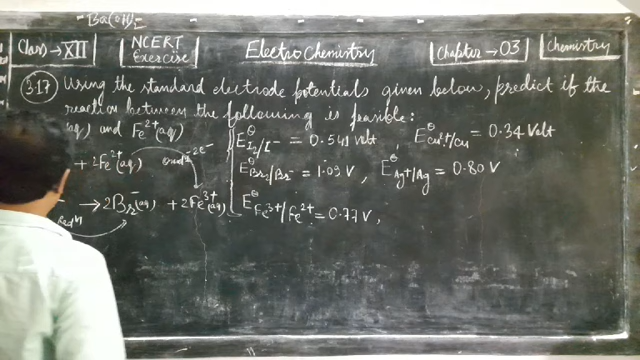 Ba(OH)2
Class → XII
NCERT Exercise
ElectroChemistry
Chapter → 03
Chemistry
3.17 Using the standard electrode potentials given below, predict if the
reaction between the following is feasible:
aq) and Fe²⁺(aq)
E⊖ I₂/I⁻ = 0.541 Volt, E⊖ Cu²⁺/Cu = 0.34 Volt
+ 2Fe²⁺(aq) -2e⁻
E⊖ Br₂/Br⁻ = 1.09 Volt, E⊖ Ag⁺/Ag = 0.80 V
→ 2Br⁻(aq) + 2Fe³⁺(aq)
E⊖ Fe³⁺/Fe²⁺ = 0.77 V,
Redⁿ